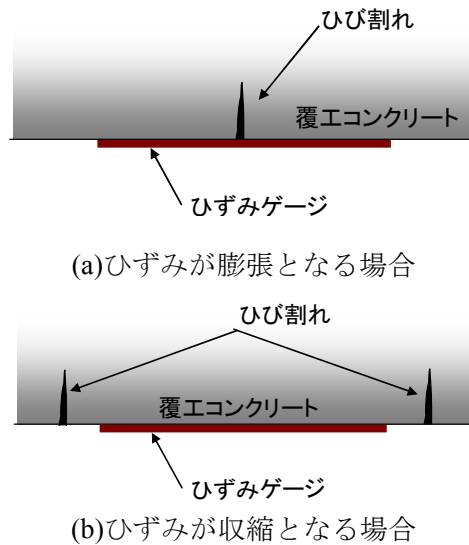 ひび割れ
覆工コンクリート
ひずみゲージ
(a)ひずみが膨張となる場合
ひび割れ
覆工コンクリート
ひずみゲージ
(b)ひずみが収縮となる場合